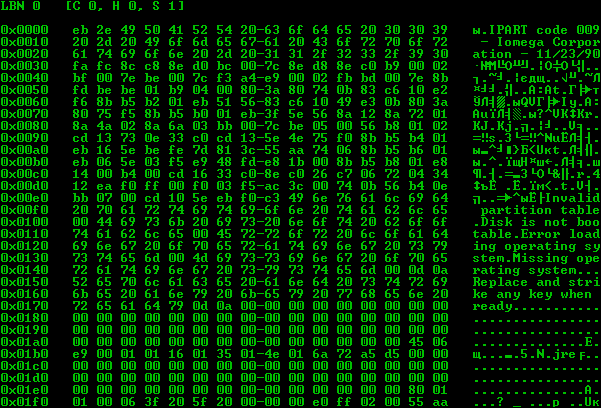 LBN 0   [C 0, H 0, S 1]
0x0000   eb 2e 49 50 41 52 54 20-63 6f 64 65 20 30 30 39   ы.IPART code 009
0x0010   20 2d 20 49 6f 6d 65 67-61 20 43 6f 72 70 6f 72    - Iomega Corpor
0x0020   61 74 69 6f 6e 20 2d 20-31 31 2f 32 33 2f 39 30   ation - 11/23/90
0x0030   fa fc 8c c8 8e d0 bc 00-7c 8e d8 8e c0 b9 00 02
0x0040   bf 00 7e be 00 7c f3 a4-e9 00 02 fb bd 00 7e 8b
0x0050   fd be be 01 b9 04 00 80-3a 80 74 0b 83 c6 10 e2
0x0060   f6 8b b5 b2 01 eb 51 56-83 c6 10 49 e3 0b 80 3a
0x0070   80 75 f5 8b b5 b0 01 eb-3f 5e 56 8a 12 8a 72 01
0x0080   8a 4a 02 8a 6a 03 bb 00-7c be 05 00 56 b8 01 02
0x0090   cd 13 73 0e 33 c0 cd 13-5e 4e 75 f0 8b b5 b4 01
0x00a0   eb 16 5e be fe 7d 81 3c-55 aa 74 06 8b b5 b6 01
0x00b0   eb 06 5e 03 f5 e9 48 fd-e8 1b 00 8b b5 b8 01 e8
0x00c0   14 00 b4 00 cd 16 33 c0-8e c0 26 c7 06 72 04 34
0x00d0   12 ea f0 ff 00 f0 03 f5-ac 3c 00 74 0b 56 b4 0e
0x00e0   bb 07 00 cd 10 5e eb f0-c3 49 6e 76 61 6c 69 64   Invalid
0x00f0   20 70 61 72 74 69 74 69-6f 6e 20 74 61 62 6c 65    partition table
0x0100   00 44 69 73 6b 20 69 73-20 6e 6f 74 20 62 6f 6f   .Disk is not boo
0x0110   74 61 62 6c 65 00 45 72-72 6f 72 20 6c 6f 61 64   table.Error load
0x0120   69 6e 67 20 6f 70 65 72-61 74 69 6e 67 20 73 79   ing operating sy
0x0130   73 74 65 6d 00 4d 69 73-73 69 6e 67 20 6f 70 65   stem.Missing ope
0x0140   72 61 74 69 6e 67 20 73-79 73 74 65 6d 00 0d 0a   rating system...
0x0150   52 65 70 6c 61 63 65 20-61 6e 64 20 73 74 72 69   Replace and stri
0x0160   6b 65 20 61 6e 79 20 6b-65 79 20 77 68 65 6e 20   ke any key when
0x0170   72 65 61 64 79 0d 0a 00-00 00 00 00 00 00 00 00   ready...........
0x0180   00 00 00 00 00 00 00 00-00 00 00 00 00 00 00 00   ................
0x0190   00 00 00 00 00 00 00 00-00 00 00 00 00 00 00 00   ................
0x01a0   00 00 00 00 00 00 00 00-00 00 00 00 00 00 45 06   ..............E.
0x01b0   e9 00 01 01 16 01 35 01-4e 01 6a 72 a5 d5 00 00
0x01c0   00 00 00 00 00 00 00 00-00 00 00 00 00 00 00 00   ................
0x01d0   00 00 00 00 00 00 00 00-00 00 00 00 00 00 00 00   ................
0x01e0   00 00 00 00 00 00 00 00-00 00 00 00 00 00 80 01   ..............А.
0x01f0   01 00 06 3f 20 5f 20 00-00 00 e0 ff 02 00 55 aa   ...? _ ...р ..Uк